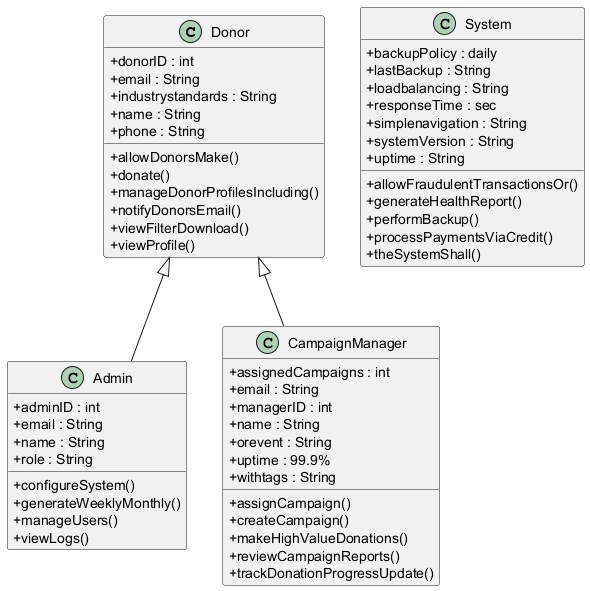 C Donor
+donorID : int
+email : String
+industrystandards : String
+name : String
+phone : String
+allowDonorsMake()
+donate()
+manageDonorProfilesIncluding()
+notifyDonorsEmail()
+viewFilterDownload()
+viewProfile()
C System
+backupPolicy : daily
+lastBackup : String
+loadbalancing : String
+responseTime : sec
+simplenavigation : String
+systemVersion : String
+uptime : String
+allowFraudulentTransactionsOr()
+generateHealthReport()
+performBackup()
+processPaymentsViaCredit()
+theSystemShall()
C Admin
+adminID : int
+email : String
+name : String
+role : String
+configureSystem()
+generateWeeklyMonthly()
+manageUsers()
+viewLogs()
C CampaignManager
+assignedCampaigns : int
+email : String
+managerID : int
+name : String
+orevent : String
+uptime : 99.9%
+withtags : String
+assignCampaign()
+createCampaign()
+makeHighValueDonations()
+reviewCampaignReports()
+trackDonationProgressUpdate()